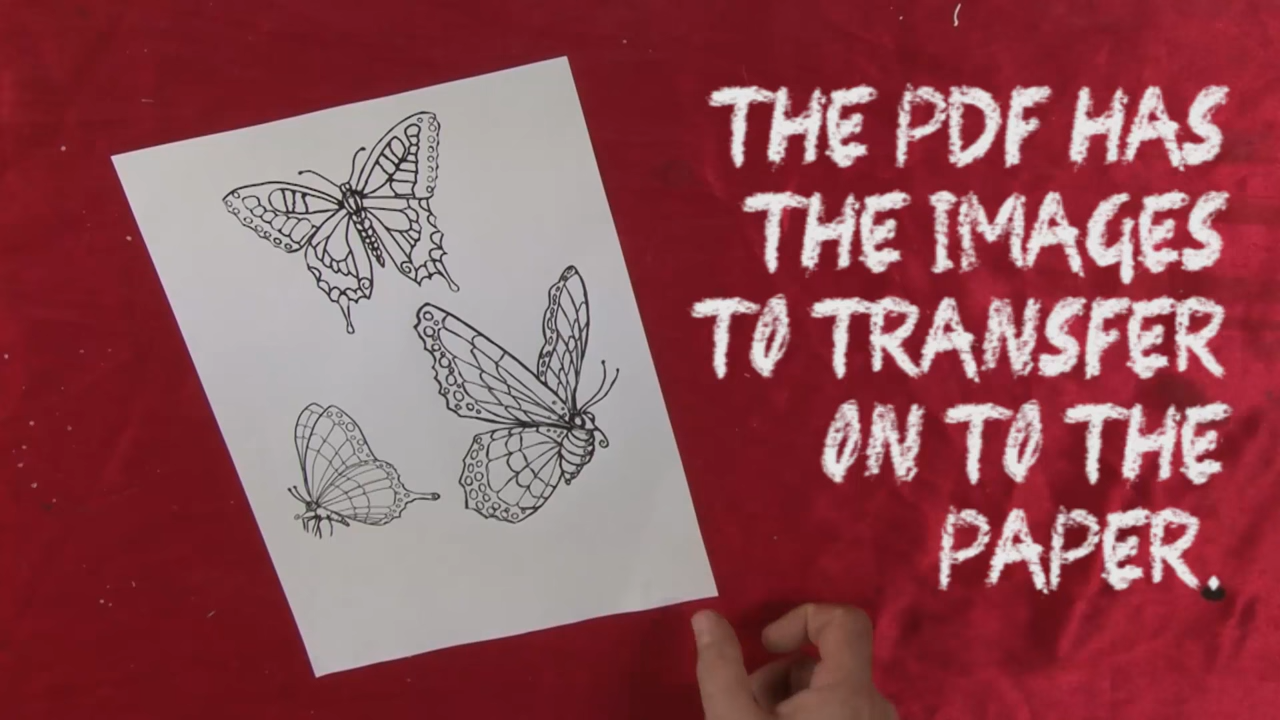 THE PDF HAS
THE IMAGES
TO TRANSFER
ON TO THE
PAPER.